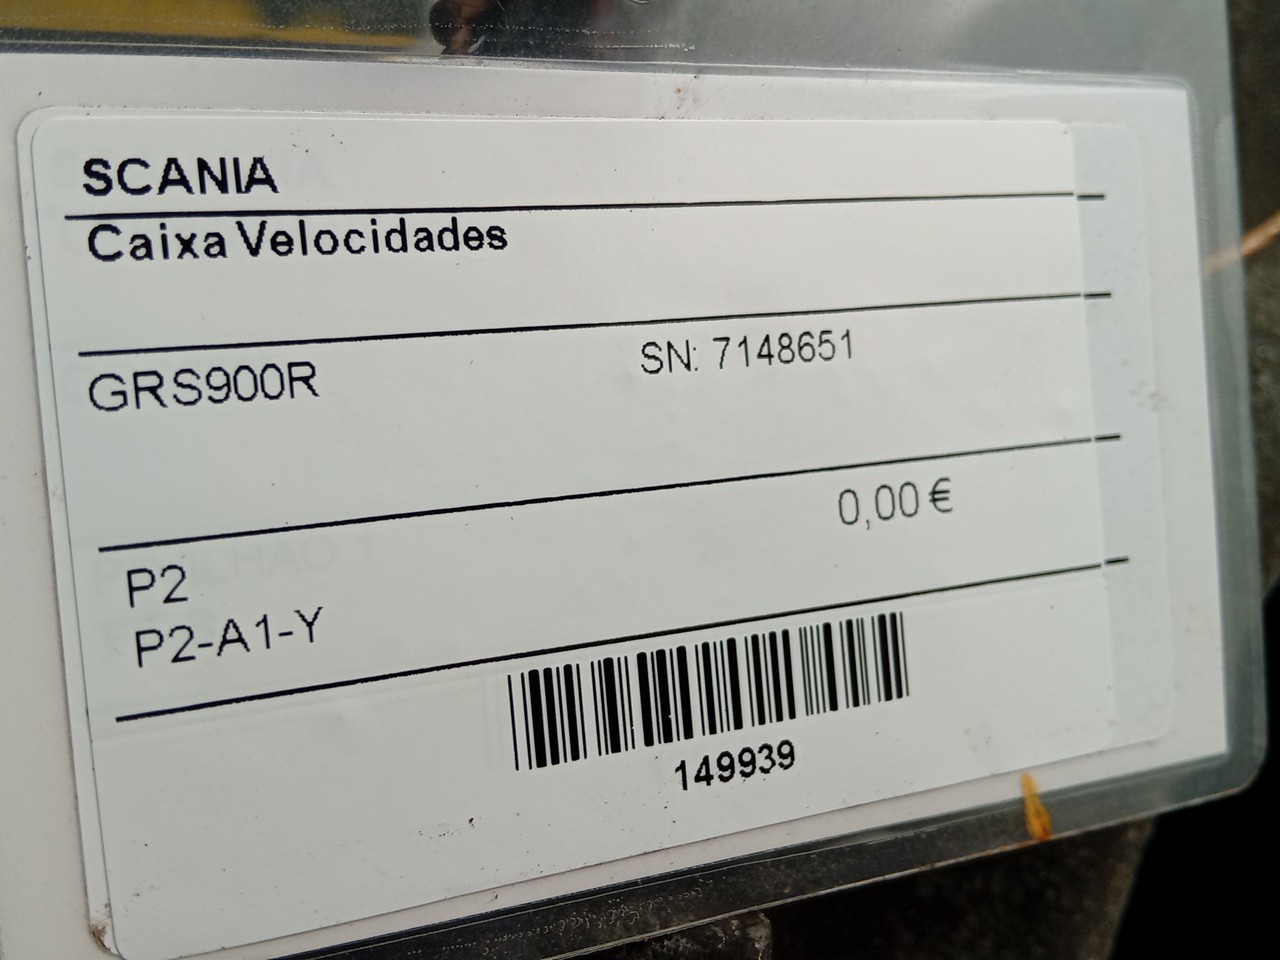 SCANIA
Caixa Velocidades
GRS900R SN: 7148651
0,00 €
P2
P2-A1-Y
149939